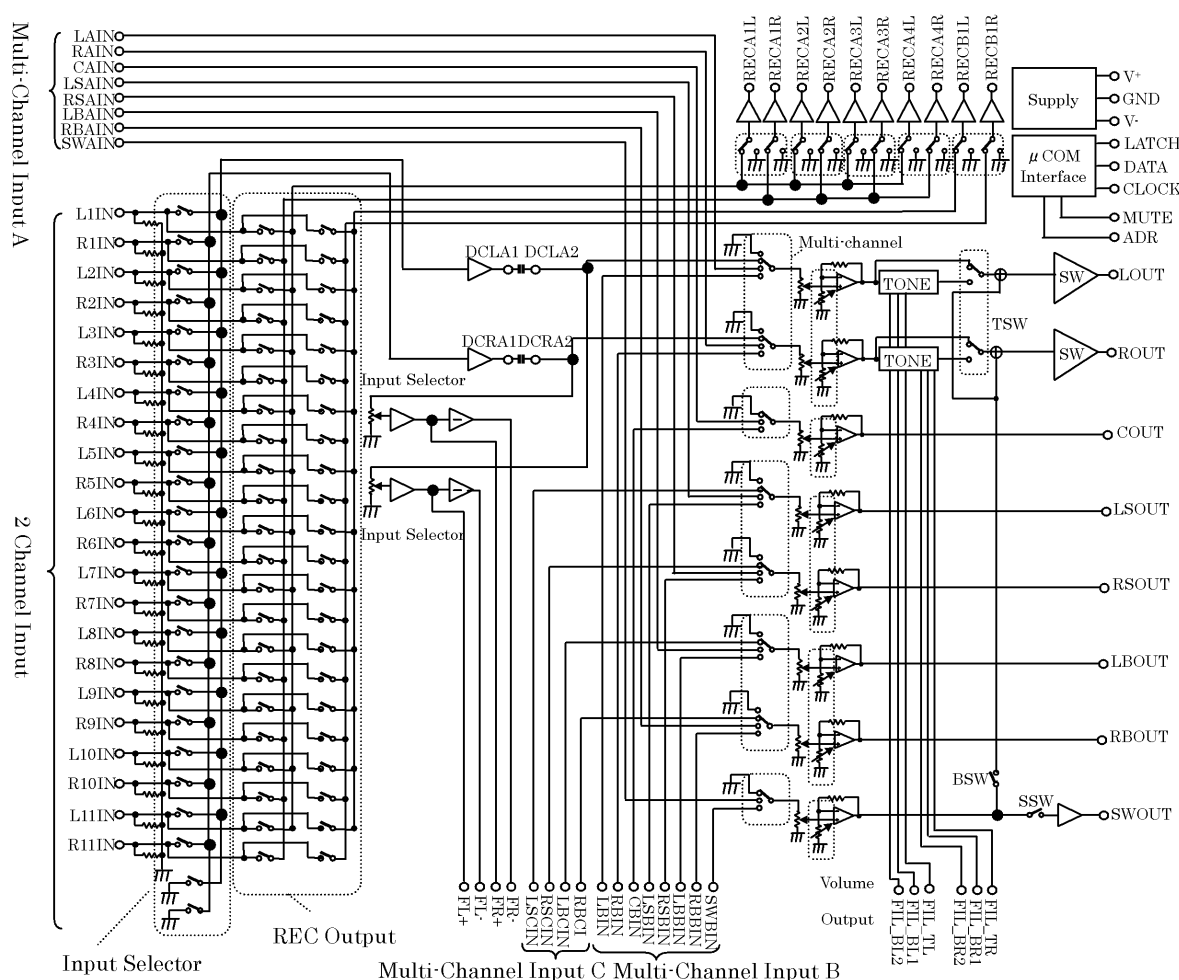 Multi-Channel Input A
LAIN
RAIN
CAIN
LSAIN
RSAIN
LBAIN
RBAIN
SWAIN
RECA1L
RECA1R
RECA2L
RECA2R
RECA3L
RECA3R
RECA4L
RECA4R
RECB1L
RECB1R
Supply
V+
GND
V-
μCOM
Interface
LATCH
DATA
CLOCK
MUTE
ADR
2 Channel Input
L1IN
R1IN
L2IN
R2IN
L3IN
R3IN
L4IN
R4IN
L5IN
R5IN
L6IN
R6IN
L7IN
R7IN
L8IN
R8IN
L9IN
R9IN
L10IN
R10IN
L11IN
R11IN
DCLA1 DCLA2
DCRA1DCRA2
Input Selector
Input Selector
Multi-channel
TONE
TONE
TSW
SW
SW
LOUT
ROUT
COUT
LSOUT
RSOUT
LBOUT
RBOUT
BSW
SSW
SWOUT
Volume
Output
FL+
FL-
FR+
FR-
LSCIN
RSCIN
LBCIN
RBCI
LBIN
RBIN
CBIN
LSBIN
RSBIN
LBBIN
RBBIN
SWBIN
FIL_BL2
FIL_BL1
FIL_TL
FIL_BR2
FIL_BR1
FIL_TR
REC Output
Input Selector
Multi-Channel Input C
Multi-Channel Input B